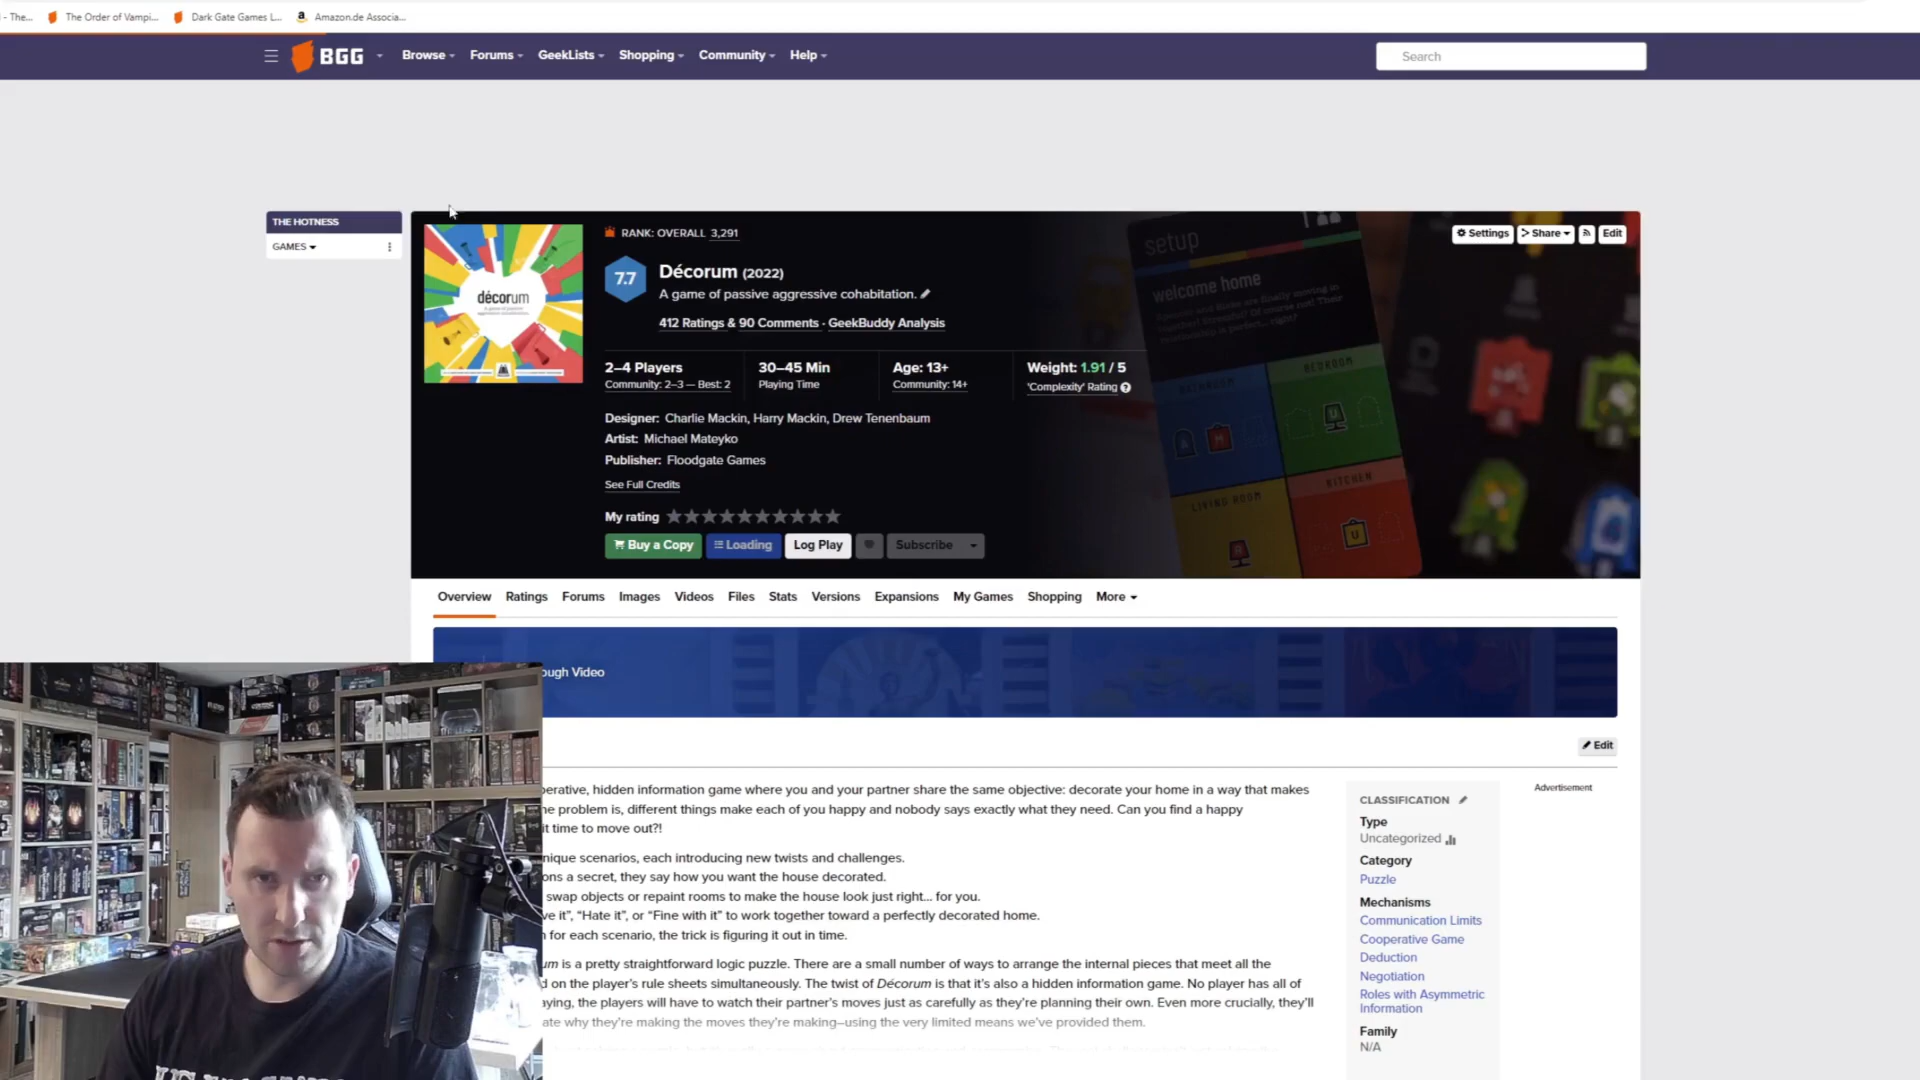 - The...
The Order of Vampi...
Dark Gate Games L...
Amazon.de Associa...
BGG
Browse
Forums
GeekLists
Shopping
Community
Help
Search
THE HOTNESS
GAMES
décorum
RANK: OVERALL 3,291
7.7
Décorum (2022)
A game of passive aggressive cohabitation.
412 Ratings & 90 Comments · GeekBuddy Analysis
2–4 Players
Community: 2–3 — Best: 2
30–45 Min
Playing Time
Age: 13+
Community: 14+
Weight: 1.91 / 5
'Complexity' Rating
Designer: Charlie Mackin, Harry Mackin, Drew Tenenbaum
Artist: Michael Mateyko
Publisher: Floodgate Games
See Full Credits
My rating
Buy a Copy
Loading
Log Play
Subscribe
Settings
Share
Edit
setup
welcome home
BATHROOM
BEDROOM
LIVING ROOM
KITCHEN
Overview
Ratings
Forums
Images
Videos
Files
Stats
Versions
Expansions
My Games
Shopping
More
ough Video
Edit
erative, hidden information game where you and your partner share the same objective: decorate your home in a way that makes
e problem is, different things make each of you happy and nobody says exactly what they need. Can you find a happy
it time to move out?!
nique scenarios, each introducing new twists and challenges.
ons a secret, they say how you want the house decorated.
swap objects or repaint rooms to make the house look just right... for you.
ve it”, “Hate it”, or “Fine with it” to work together toward a perfectly decorated home.
for each scenario, the trick is figuring it out in time.
um is a pretty straightforward logic puzzle. There are a small number of ways to arrange the internal pieces that meet all the
d on the player's rule sheets simultaneously. The twist of Décorum is that it's also a hidden information game. No player has all of
aying, the players will have to watch their partner's moves just as carefully as they're planning their own. Even more crucially, they'll
ate why they're making the moves they're making–using the very limited means we've provided them.
CLASSIFICATION
Type
Uncategorized
Category
Puzzle
Mechanisms
Communication Limits
Cooperative Game
Deduction
Negotiation
Roles with Asymmetric
Information
Family
N/A
Advertisement